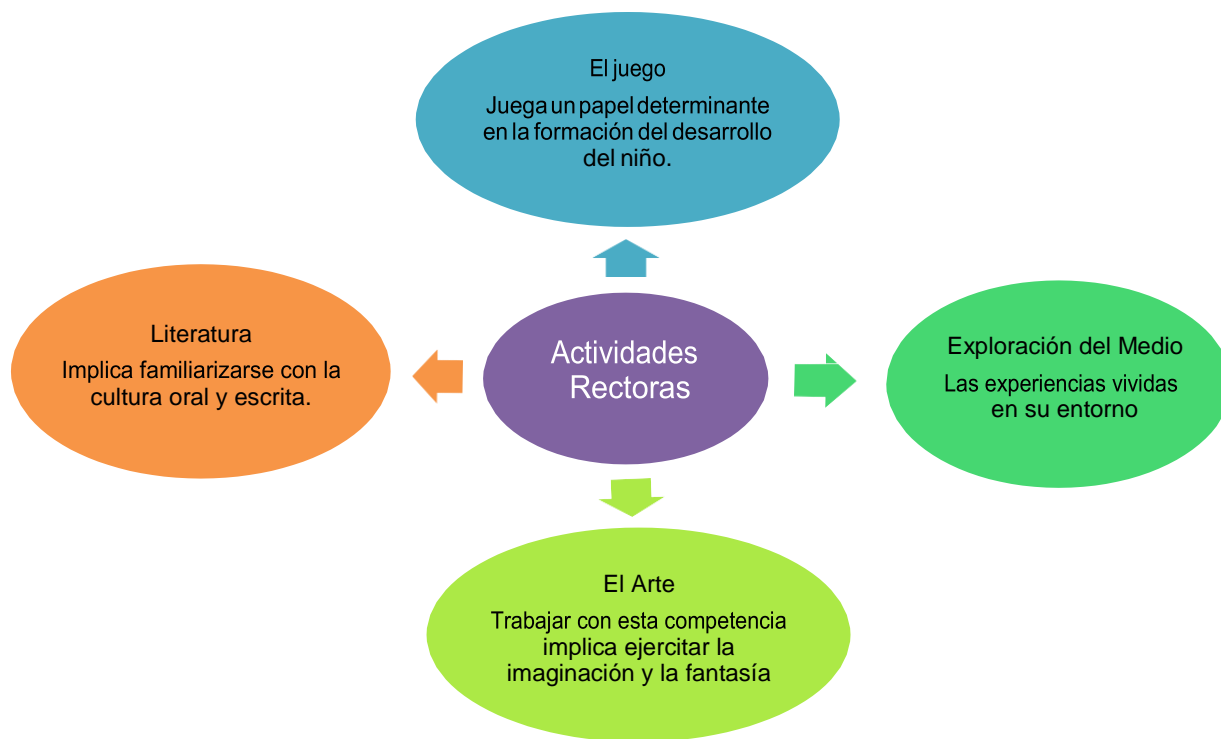 El juego
Juega un papel determinante
en la formación del desarrollo
del niño.
Literatura
Implica familiarizarse con la
cultura oral y escrita.
Actividades
Rectoras
Exploración del Medio
Las experiencias vividas
en su entorno
El Arte
Trabajar con esta competencia
implica ejercitar la
imaginación y la fantasía